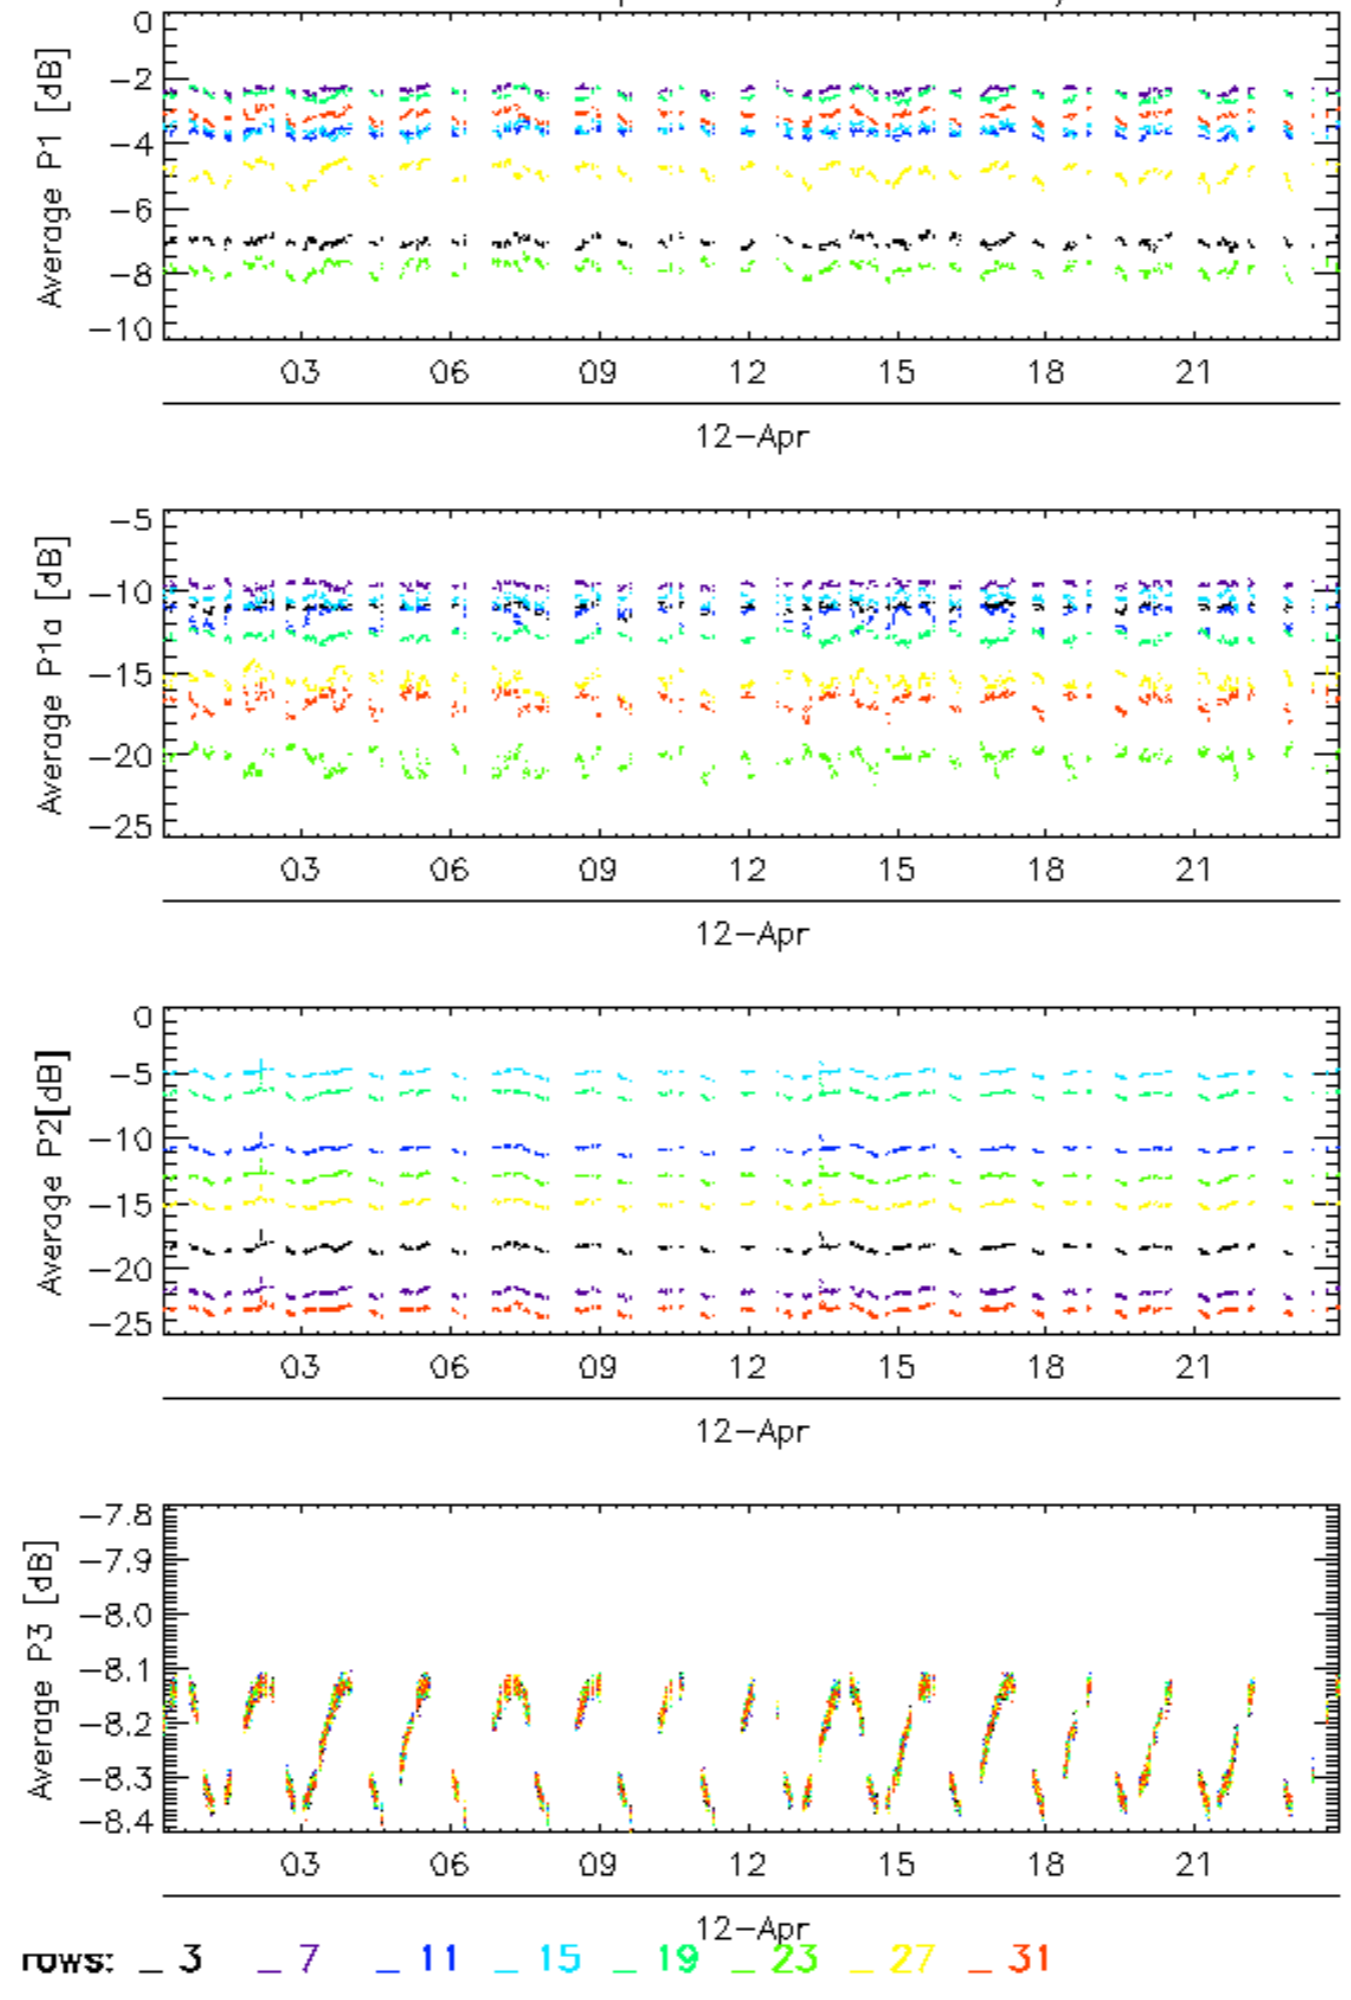 0
−2
−4
−6
−8
−10
Average P1 [dB]
03 06 09 12 15 18 21
12−Apr
−5
−10
−15
−20
−25
Average P1a [dB]
03 06 09 12 15 18 21
12−Apr
0
−5
−10
−15
−20
−25
Average P2[dB]
03 06 09 12 15 18 21
12−Apr
−7.8
−7.9
−8.0
−8.1
−8.2
−8.3
−8.4
Average P3 [dB]
03 06 09 12 15 18 21
12−Apr
rows: _ 3 _ 7 _ 11 _ 15 _ 19 _ 23 _ 27 _ 31